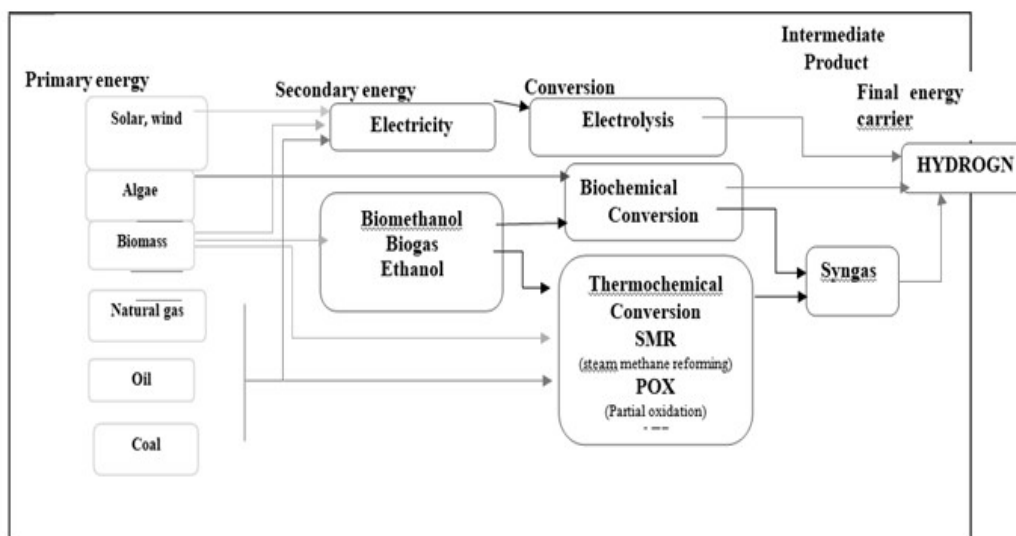 Intermediate
Product
Primary energy
Secondary energy
Conversion
Final energy
carrier
Solar, wind
Electricity
Electrolysis
HYDROGN
Algae
Biochemical
Conversion
Biomass
Biomethanol
Biogas
Ethanol
Syngas
Natural gas
Thermochemical
Conversion
SMR
(steam methane reforming)
POX
(Partial oxidation)
Oil
Coal